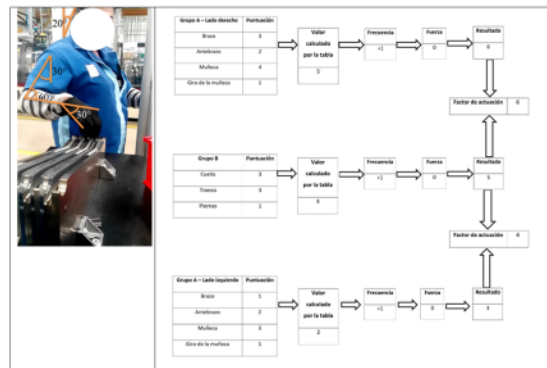 20°
30°
60°
30°
Grupo A – Lado derecho Puntuación
Brazo 3
Antebrazo 2
Muñeca 4
Giro de la muñeca 1
Valor calculado por la tabla
5
Frecuencia
+1
Fuerza
0
Resultado
6
Factor de actuación 6
Grupo B Puntuación
Cuello 3
Tronco 3
Piernas 1
Valor calculado por la tabla
4
Frecuencia
+1
Fuerza
0
Resultado
5
Factor de actuación 4
Grupo A – Lado izquierdo Puntuación
Brazo 1
Antebrazo 2
Muñeca 3
Giro de la muñeca 1
Valor calculado por la tabla
2
Frecuencia
+1
Fuerza
0
Resultado
3